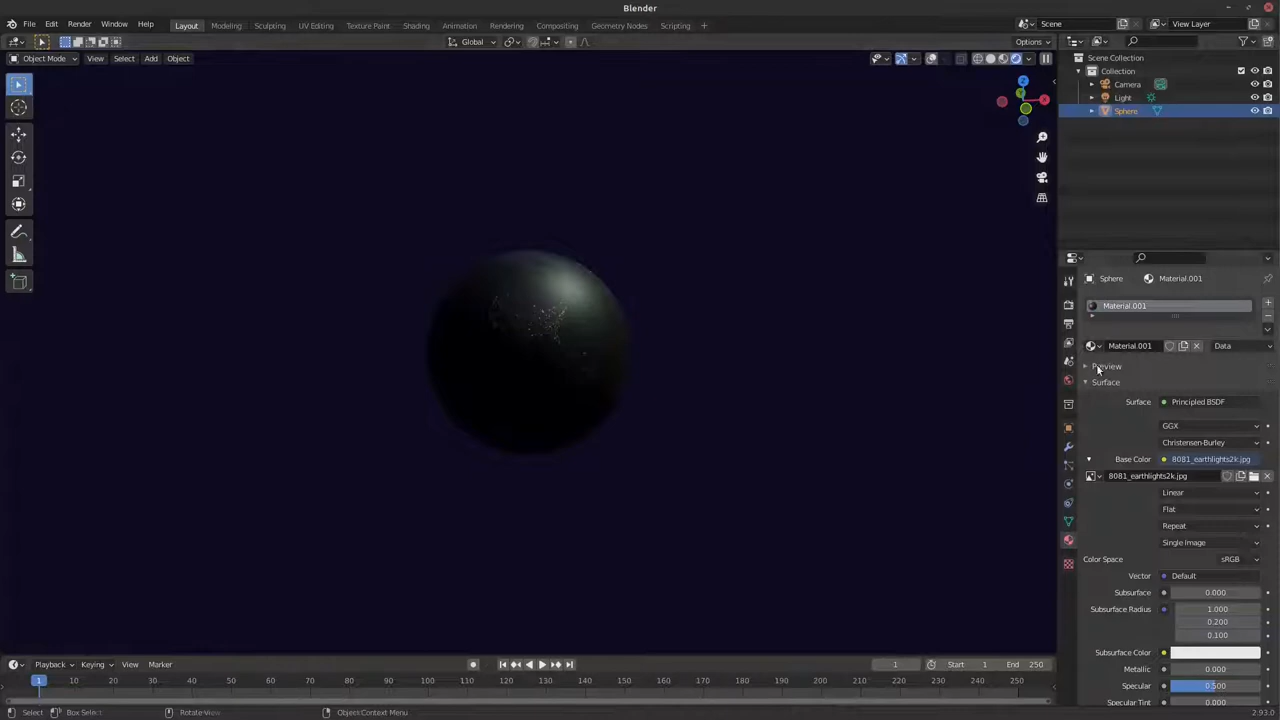 Blender
File Edit Render Window Help
Layout Modeling Sculpting UV Editing Texture Paint Shading Animation Rendering Compositing Geometry Nodes Scripting +
Scene
View Layer
Global
Options
Object Mode View Select Add Object
Z
X
Y
Scene Collection
Collection
Camera
Light
Sphere
Sphere Material.001
Material.001
Material.001 Data
Preview
Surface
Surface Principled BSDF
GGX
Christensen-Burley
Base Color 8081_earthlights2k.jpg
8081_earthlights2k.jpg
Linear
Flat
Repeat
Single Image
Color Space sRGB
Vector Default
Subsurface 0.000
Subsurface Radius 1.000
0.200
0.100
Subsurface Color
Metallic 0.000
Specular 0.500
Specular Tint 0.000
Playback Keying View Marker
1 Start 1 End 250
1 10 20 30 40 50 60 70 80 90 100 110 120 130 140 150 160 170 180 190 200 210 220 230 240 250
Select Box Select Rotate View Object Context Menu 2.93.0